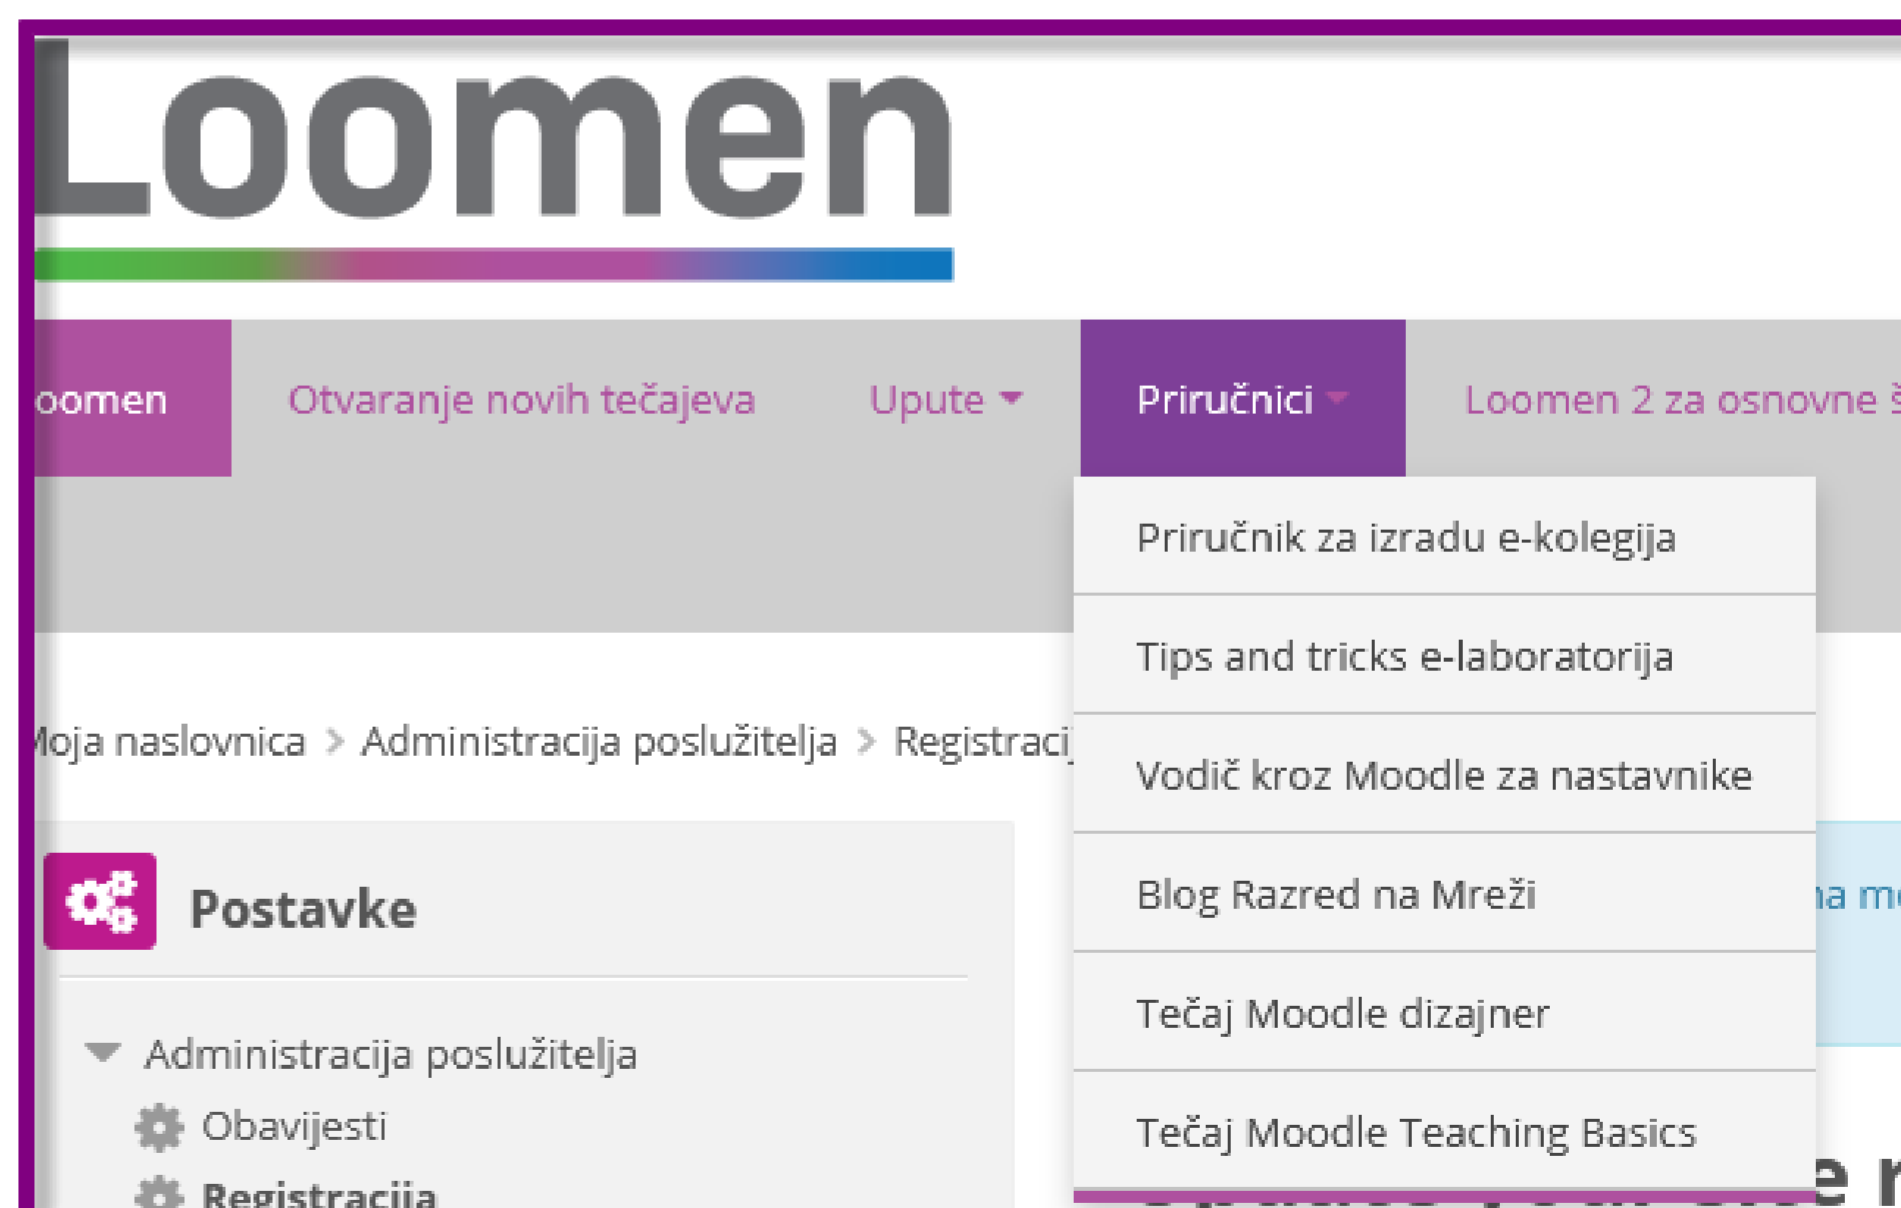 Loomen
oomen Otvaranje novih tečajeva Upute Priručnici Loomen 2 za osnovne
Priručnik za izradu e-kolegija
Tips and tricks e-laboratorija
Vodič kroz Moodle za nastavnike
Blog Razred na Mreži
Tečaj Moodle dizajner
Tečaj Moodle Teaching Basics
Moja naslovnica > Administracija poslužitelja > Registracij
na
Postavke
Administracija poslužitelja
Obavijesti
Registracija